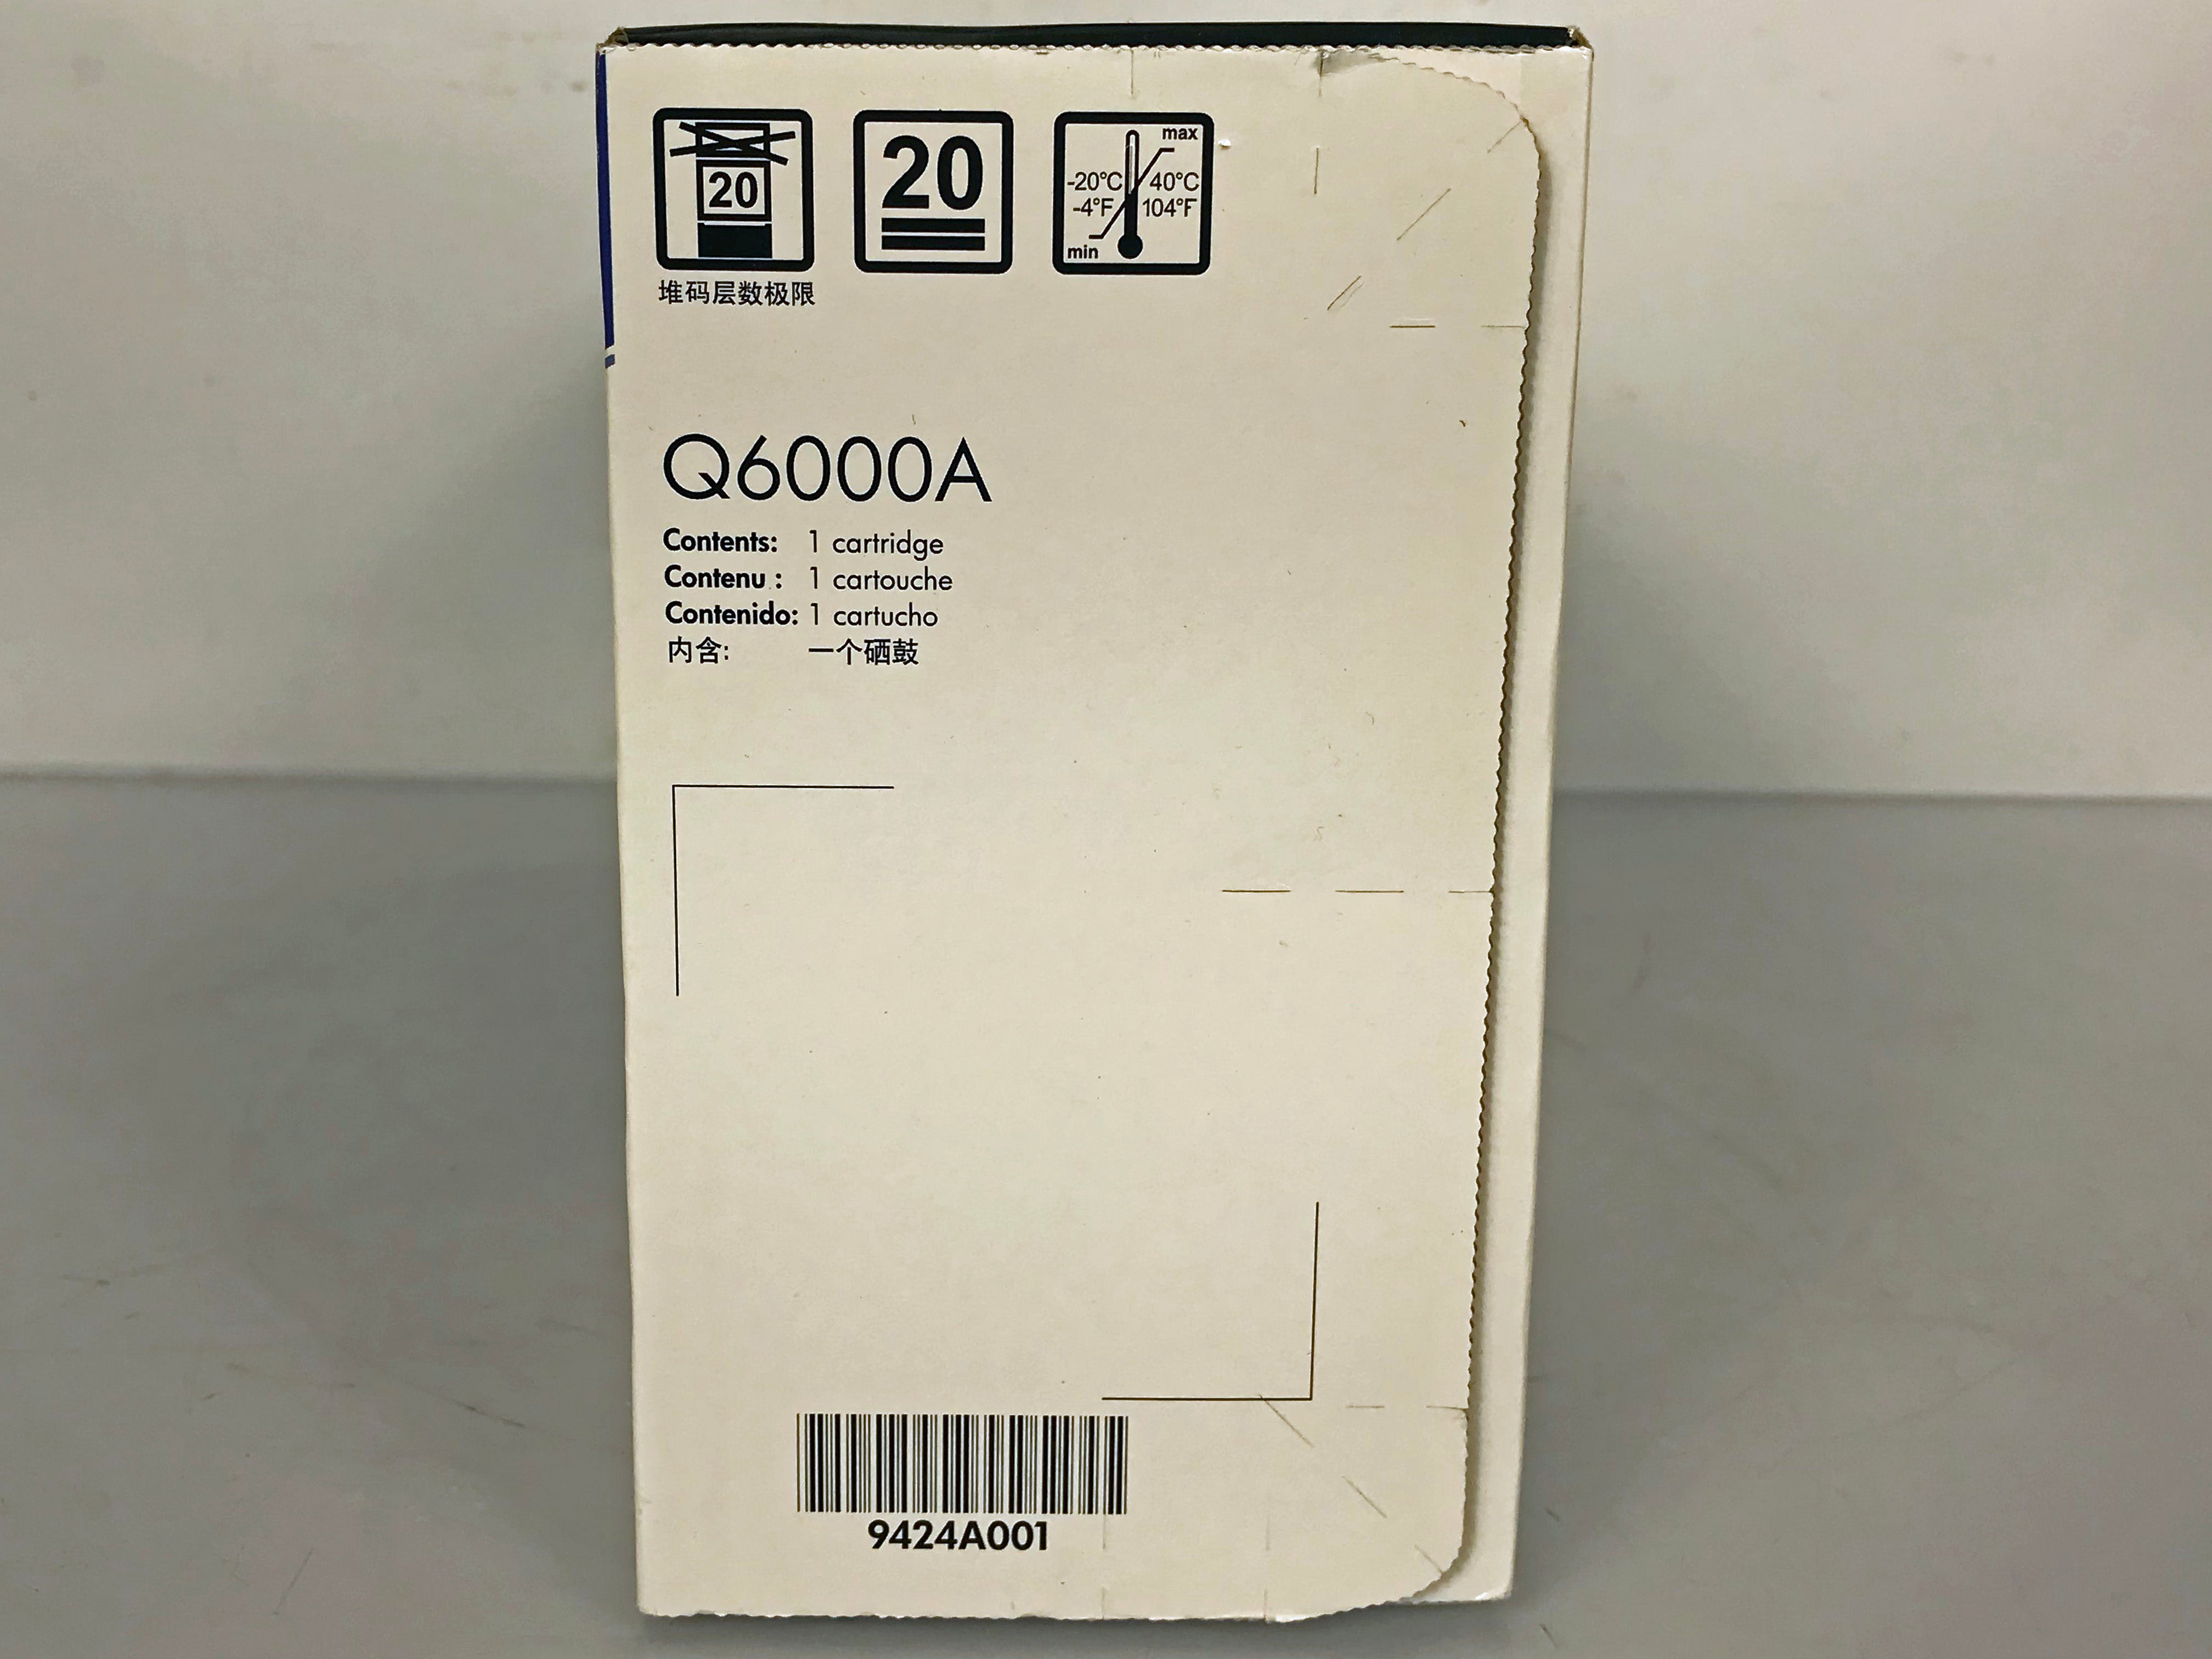 20
20
max
-20°C 40°C
-4°F 104°F
min
堆码层数极限
Q6000A
Contents: 1 cartridge
Contenu : 1 cartouche
Contenido: 1 cartucho
内含: 一个硒鼓
9424A001